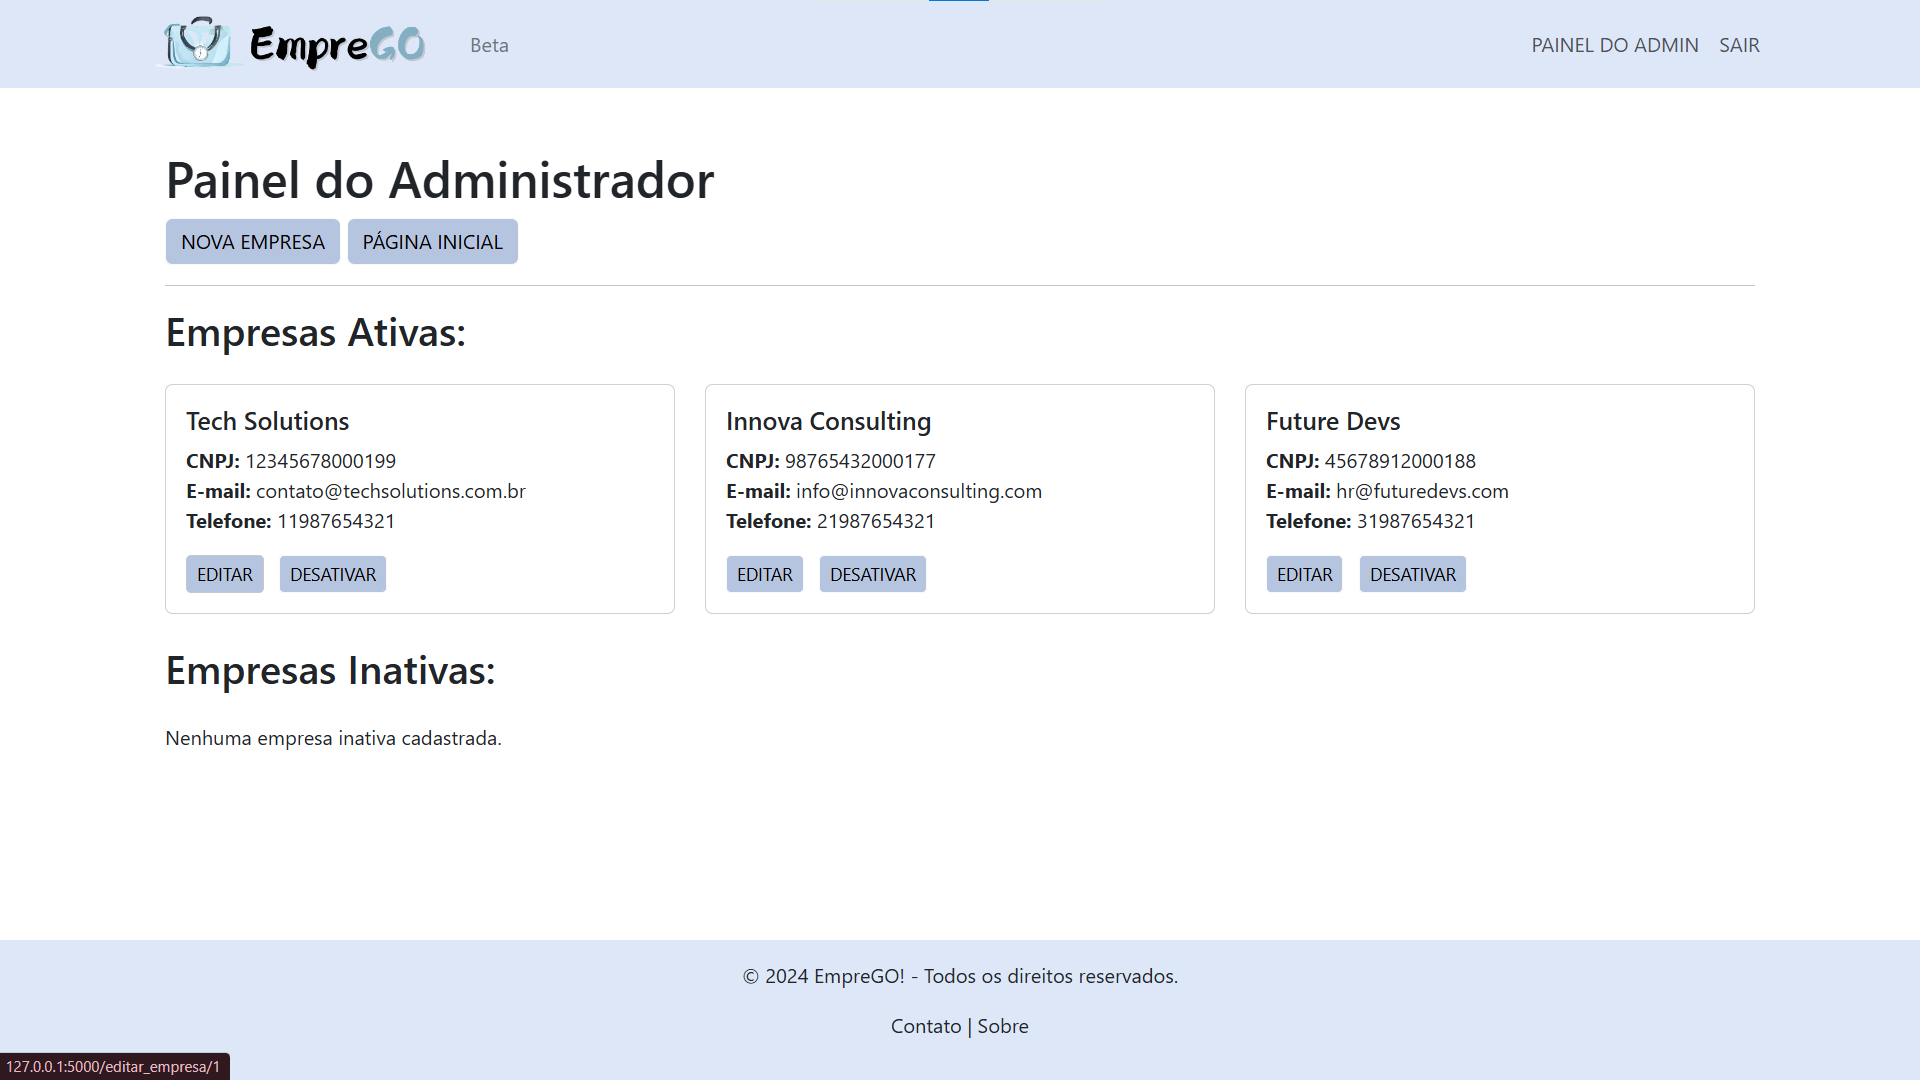 EmpreGO Beta PAINEL DO ADMIN SAIR
Painel do Administrador
NOVA EMPRESA PÁGINA INICIAL
Empresas Ativas:
Tech Solutions
CNPJ: 12345678000199
E-mail: contato@techsolutions.com.br
Telefone: 11987654321
EDITAR DESATIVAR
Innova Consulting
CNPJ: 98765432000177
E-mail: info@innovaconsulting.com
Telefone: 21987654321
EDITAR DESATIVAR
Future Devs
CNPJ: 45678912000188
E-mail: hr@futuredevs.com
Telefone: 31987654321
EDITAR DESATIVAR
Empresas Inativas:
Nenhuma empresa inativa cadastrada.
© 2024 EmpreGO! - Todos os direitos reservados.
Contato | Sobre
127.0.0.1:5000/editar_empresa/1